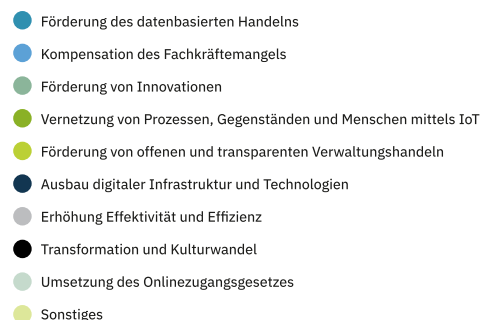 Förderung des datenbasierten Handelns
Kompensation des Fachkräftemangels
Förderung von Innovationen
Vernetzung von Prozessen, Gegenständen und Menschen mittels IoT
Förderung von offenen und transparenten Verwaltungshandeln
Ausbau digitaler Infrastruktur und Technologien
Erhöhung Effektivität und Effizienz
Transformation und Kulturwandel
Umsetzung des Onlinezugangsgesetzes
Sonstiges